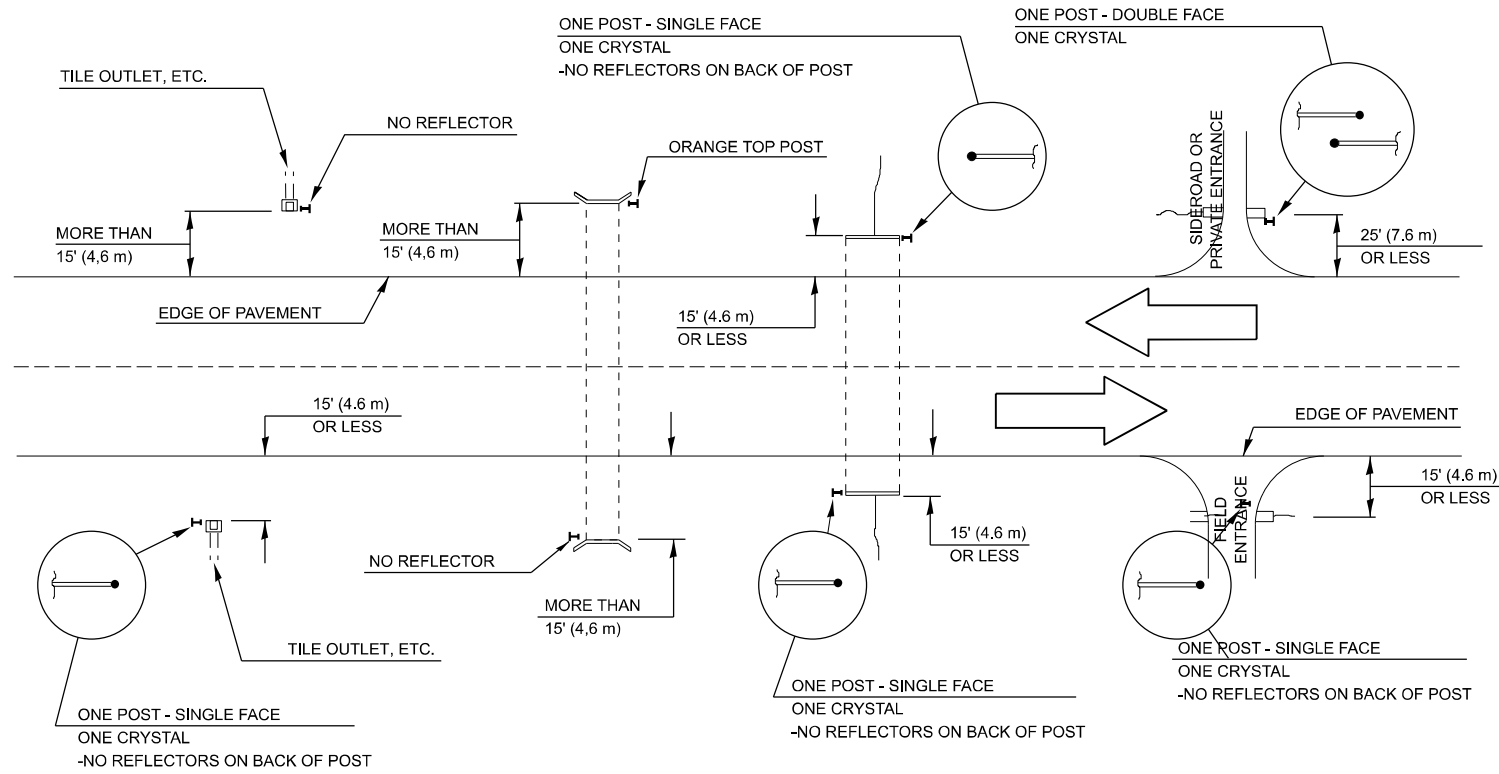 ONE POST - SINGLE FACE
ONE CRYSTAL
-NO REFLECTORS ON BACK OF POST
ONE POST - DOUBLE FACE
ONE CRYSTAL
TILE OUTLET, ETC.
NO REFLECTOR
ORANGE TOP POST
SIDEROAD OR
PRIVATE ENTRANCE
MORE THAN
15' (4,6 m)
MORE THAN
15' (4,6 m)
25' (7.6 m)
OR LESS
EDGE OF PAVEMENT
15' (4.6 m)
OR LESS
15' (4.6 m)
OR LESS
EDGE OF PAVEMENT
15' (4.6 m)
OR LESS
FIELD
ENTRANCE
15' (4.6 m)
OR LESS
NO REFLECTOR
MORE THAN
15' (4,6 m)
TILE OUTLET, ETC.
ONE POST - SINGLE FACE
ONE CRYSTAL
-NO REFLECTORS ON BACK OF POST
ONE POST - SINGLE FACE
ONE CRYSTAL
-NO REFLECTORS ON BACK OF POST
ONE POST - SINGLE FACE
ONE CRYSTAL
-NO REFLECTORS ON BACK OF POST